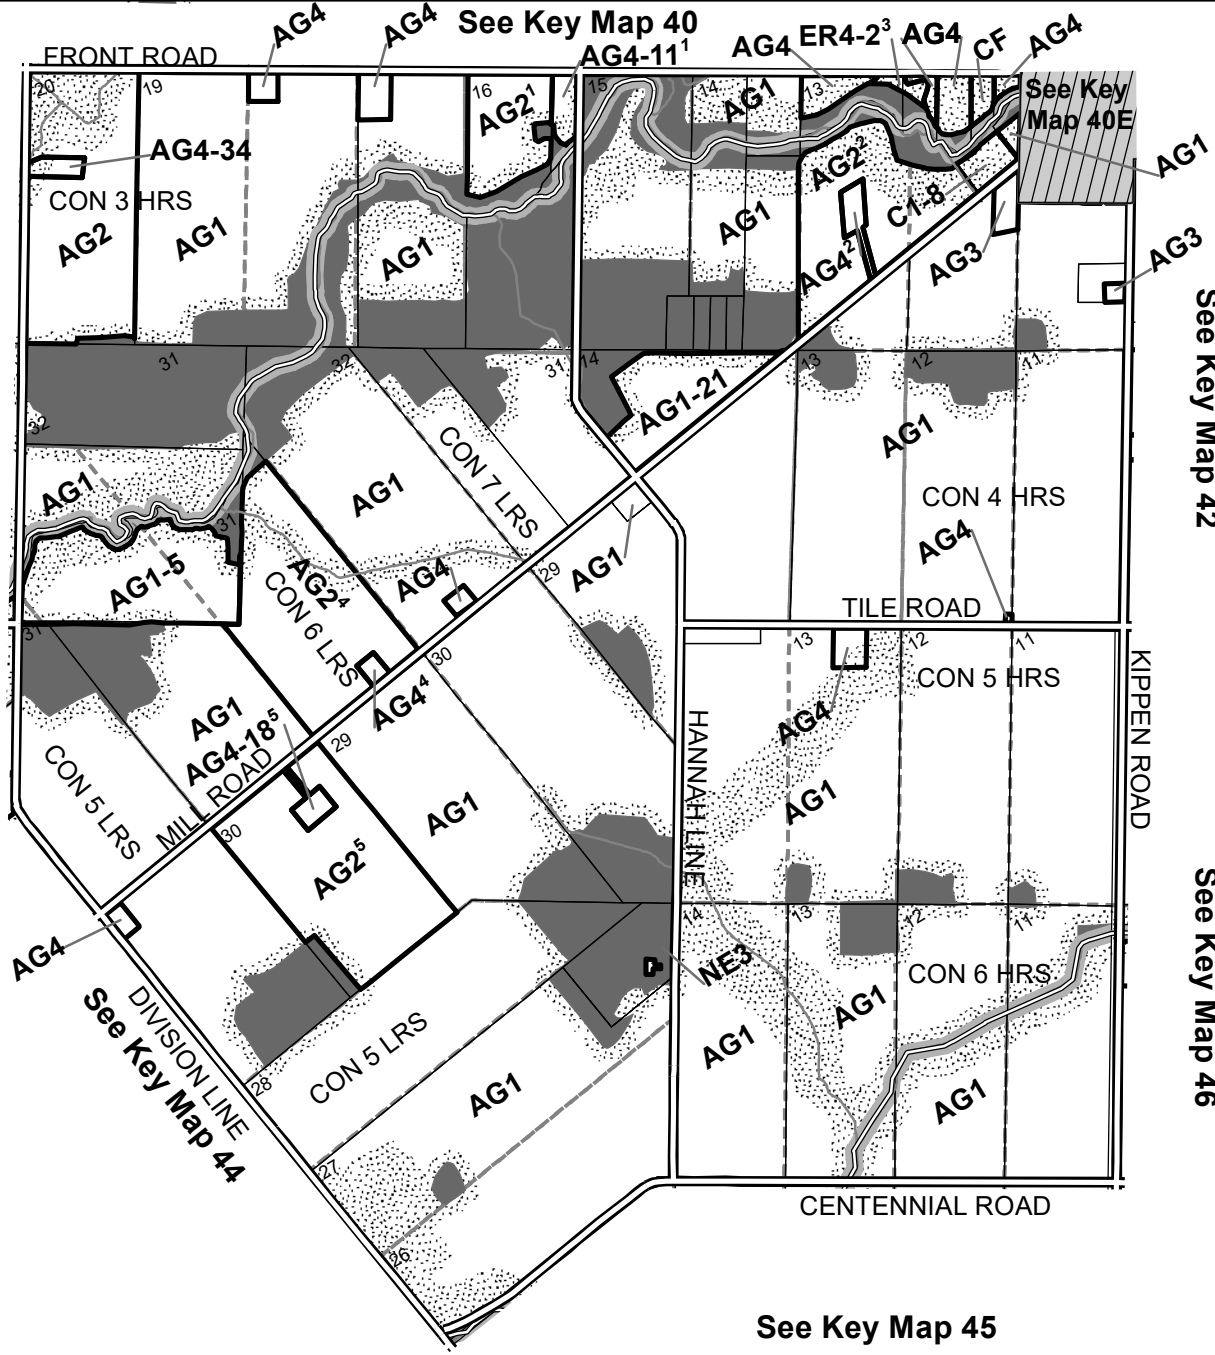 See Key Map 40
AG4
AG4
AG4-11¹
AG4
ER4-2³
AG4
CF
AG4
FRONT ROAD
20
19
16
15
14
13
AG2¹
AG1
See Key
Map 40E
AG4-34
AG1
CON 3 HRS
AG2
AG1
AG1
AG1
AG2²
C1-8
AG4²
AG3
AG3
See Key Map 42
31
32
31
14
13
12
11
AG1-21
32
AG1
AG1
CON 7 LRS
AG1
CON 4 HRS
31
AG4
AG1-5
AG2⁴
CON 6 LRS
AG4
29
AG1
TILE ROAD
31
30
13
12
11
CON 5 HRS
KIPPEN ROAD
AG1
AG4⁴
AG4-18⁵
AG4
HANNAH LINE
29
CON 5 LRS
MILL ROAD
30
AG1
AG1
AG2⁵
See Key Map 46
14
13
12
11
AG4
NE3
CON 6 HRS
DIVISION LINE
See Key Map 44
AG1
CON 5 LRS
AG1
28
AG1
AG1
27
CENTENNIAL ROAD
26
See Key Map 45